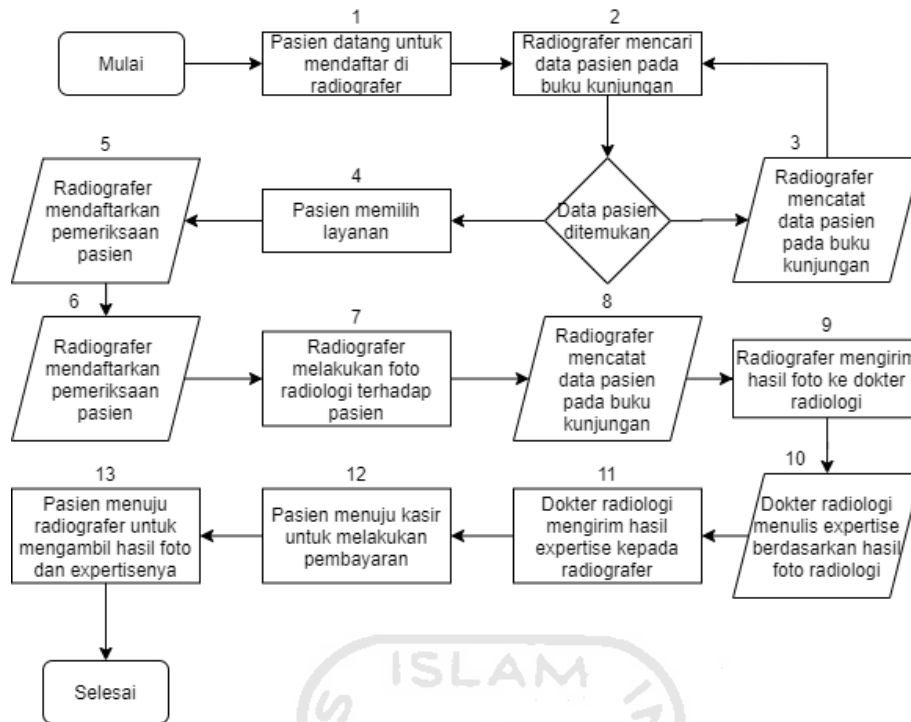 1
2
Mulai
Pasien datang untuk
mendaftar di
radiografer
Radiografer mencari
data pasien pada
buku kunjungan
5
4
3
Radiografer
mendaftarkan
pemeriksaan
pasien
Pasien memilih
layanan
Data pasien
ditemukan
Radiografer
mencatat
data pasien
pada buku
kunjungan
6
7
8
9
Radiografer
mendaftarkan
pemeriksaan
pasien
Radiografer
melakukan foto
radiologi terhadap
pasien
Radiografer
mencatat
data pasien
pada buku
kunjungan
Radiografer mengirim
hasil foto ke dokter
radiologi
13
12
11
10
Pasien menuju
radiografer untuk
mengambil hasil foto
dan expertisenya
Pasien menuju kasir
untuk melakukan
pembayaran
Dokter radiologi
mengirim hasil
expertise kepada
radiografer
Dokter radiologi
menulis expertise
berdasarkan hasil
foto radiologi
Selesai
ISLAM